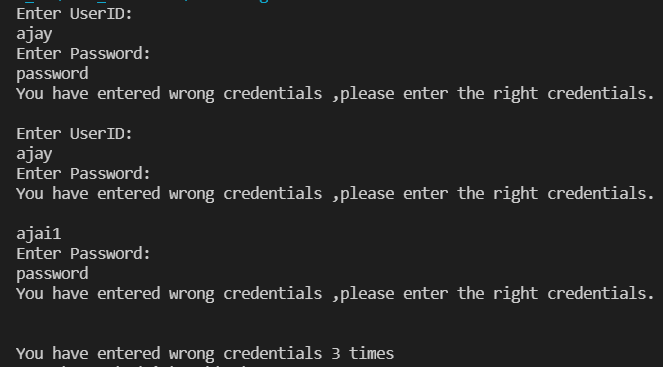 Enter UserID:
ajay
Enter Password:
password
You have entered wrong credentials ,please enter the right credentials.
Enter UserID:
ajay
Enter Password:
You have entered wrong credentials ,please enter the right credentials.
ajai1
Enter Password:
password
You have entered wrong credentials ,please enter the right credentials.
You have entered wrong credentials 3 times